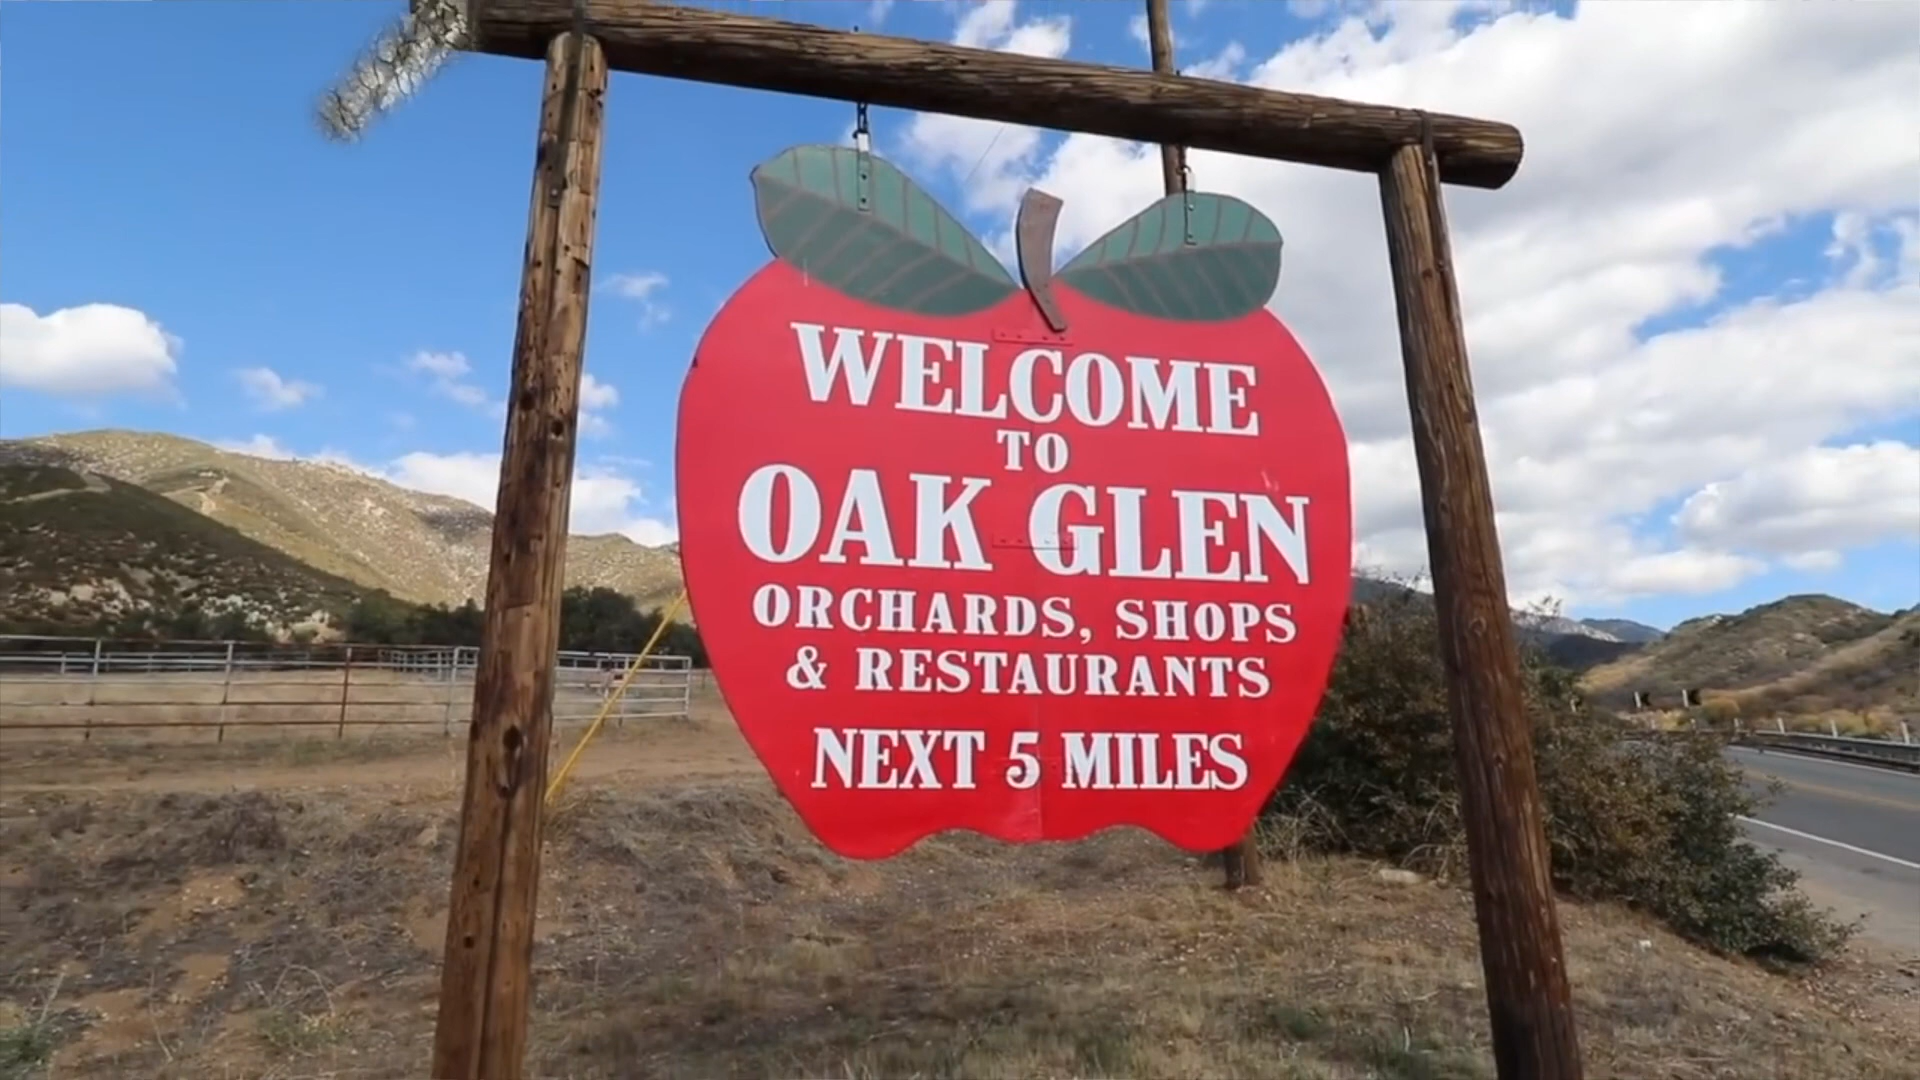 WELCOME
TO
OAK GLEN
ORCHARDS, SHOPS
& RESTAURANTS
NEXT 5 MILES